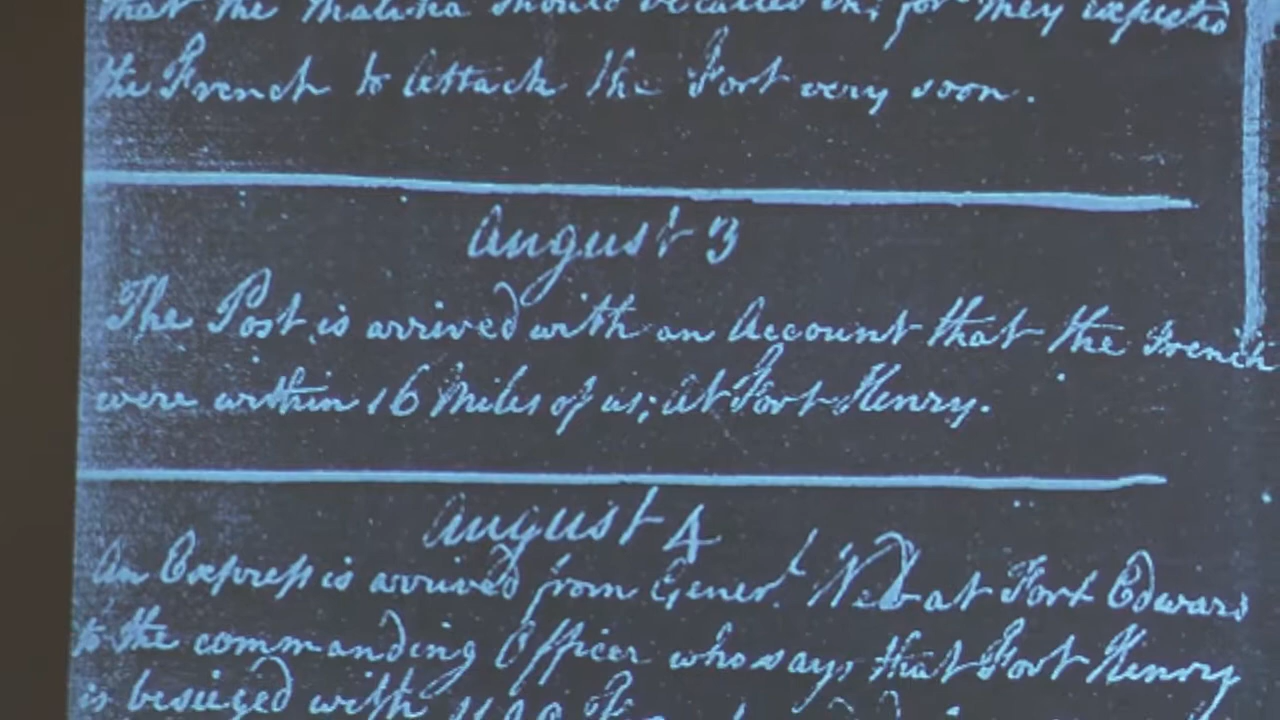 that the Malitia should be called in; for they expected
the French to Attack the Fort very soon.
August 3
The Post is arrived with an Account that the French
were within 16 Miles of us; at Fort Henry.
August 4
An Express is arrived from Generl. Webb at Fort Edward
to the commanding Officer who says that Fort Henry
is besieged with